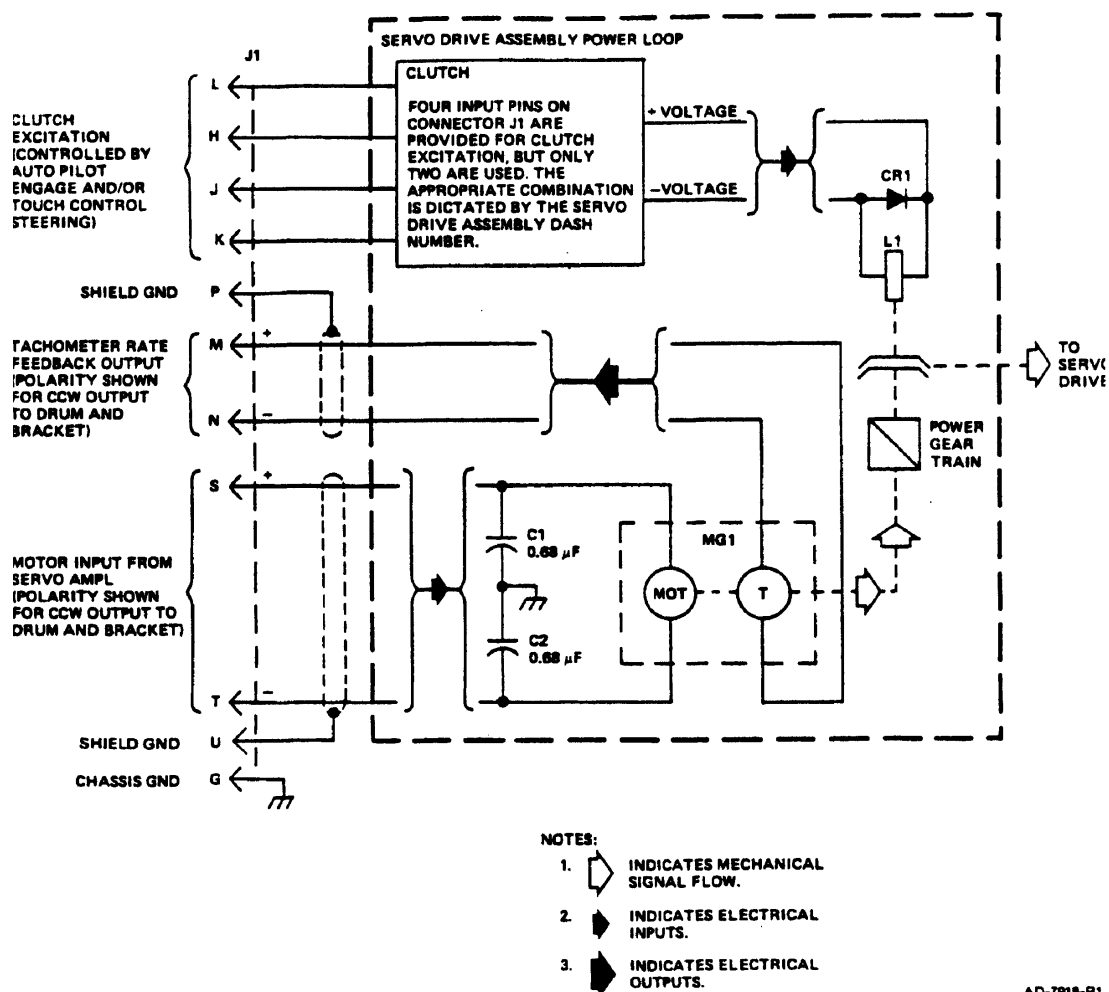 SERVO DRIVE ASSEMBLY POWER LOOP
J1
CLUTCH
EXCITATION
(CONTROLLED BY
AUTO PILOT
ENGAGE AND/OR
TOUCH CONTROL
STEERING)
L
H
J
K
CLUTCH
FOUR INPUT PINS ON
CONNECTOR J1 ARE
PROVIDED FOR CLUTCH
EXCITATION, BUT ONLY
TWO ARE USED. THE
APPROPRIATE COMBINATION
IS DICTATED BY THE SERVO
DRIVE ASSEMBLY DASH
NUMBER.
+ VOLTAGE
–VOLTAGE
CR1
L1
SHIELD GND P
TACHOMETER RATE
FEEDBACK OUTPUT
(POLARITY SHOWN
FOR CCW OUTPUT
TO DRUM AND
BRACKET)
M +
N –
TO
SERVO
DRIVE
POWER
GEAR
TRAIN
MOTOR INPUT FROM
SERVO AMPL
(POLARITY SHOWN
FOR CCW OUTPUT TO
DRUM AND BRACKET)
S +
T –
C1
0.68 µF
C2
0.68 µF
MG1
MOT
T
SHIELD GND U
CHASSIS GND G
NOTES:
1. INDICATES MECHANICAL
SIGNAL FLOW.
2. INDICATES ELECTRICAL
INPUTS.
3. INDICATES ELECTRICAL
OUTPUTS.